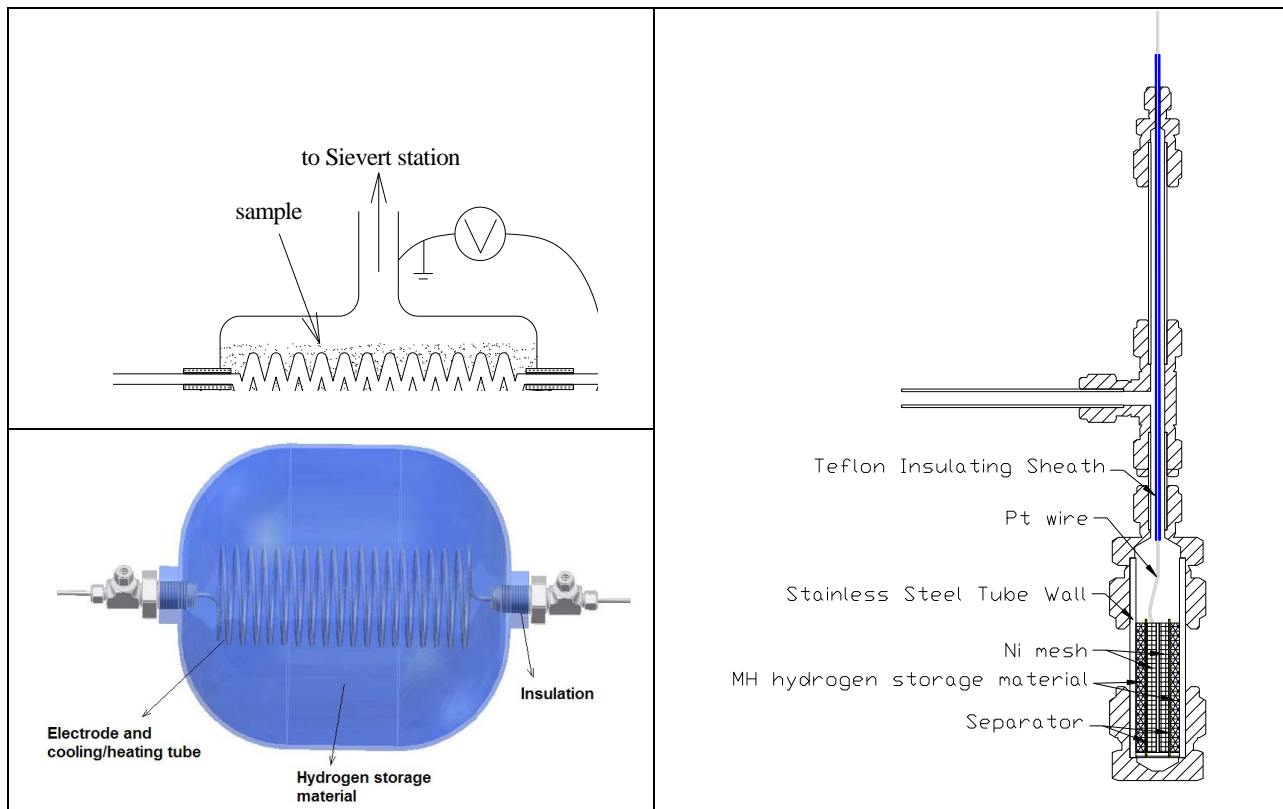 to Sievert station
sample
V
Electrode and
cooling/heating tube
Hydrogen storage
material
Insulation
Teflon Insulating Sheath
Pt wire
Stainless Steel Tube Wall
Ni mesh
MH hydrogen storage material
Separator